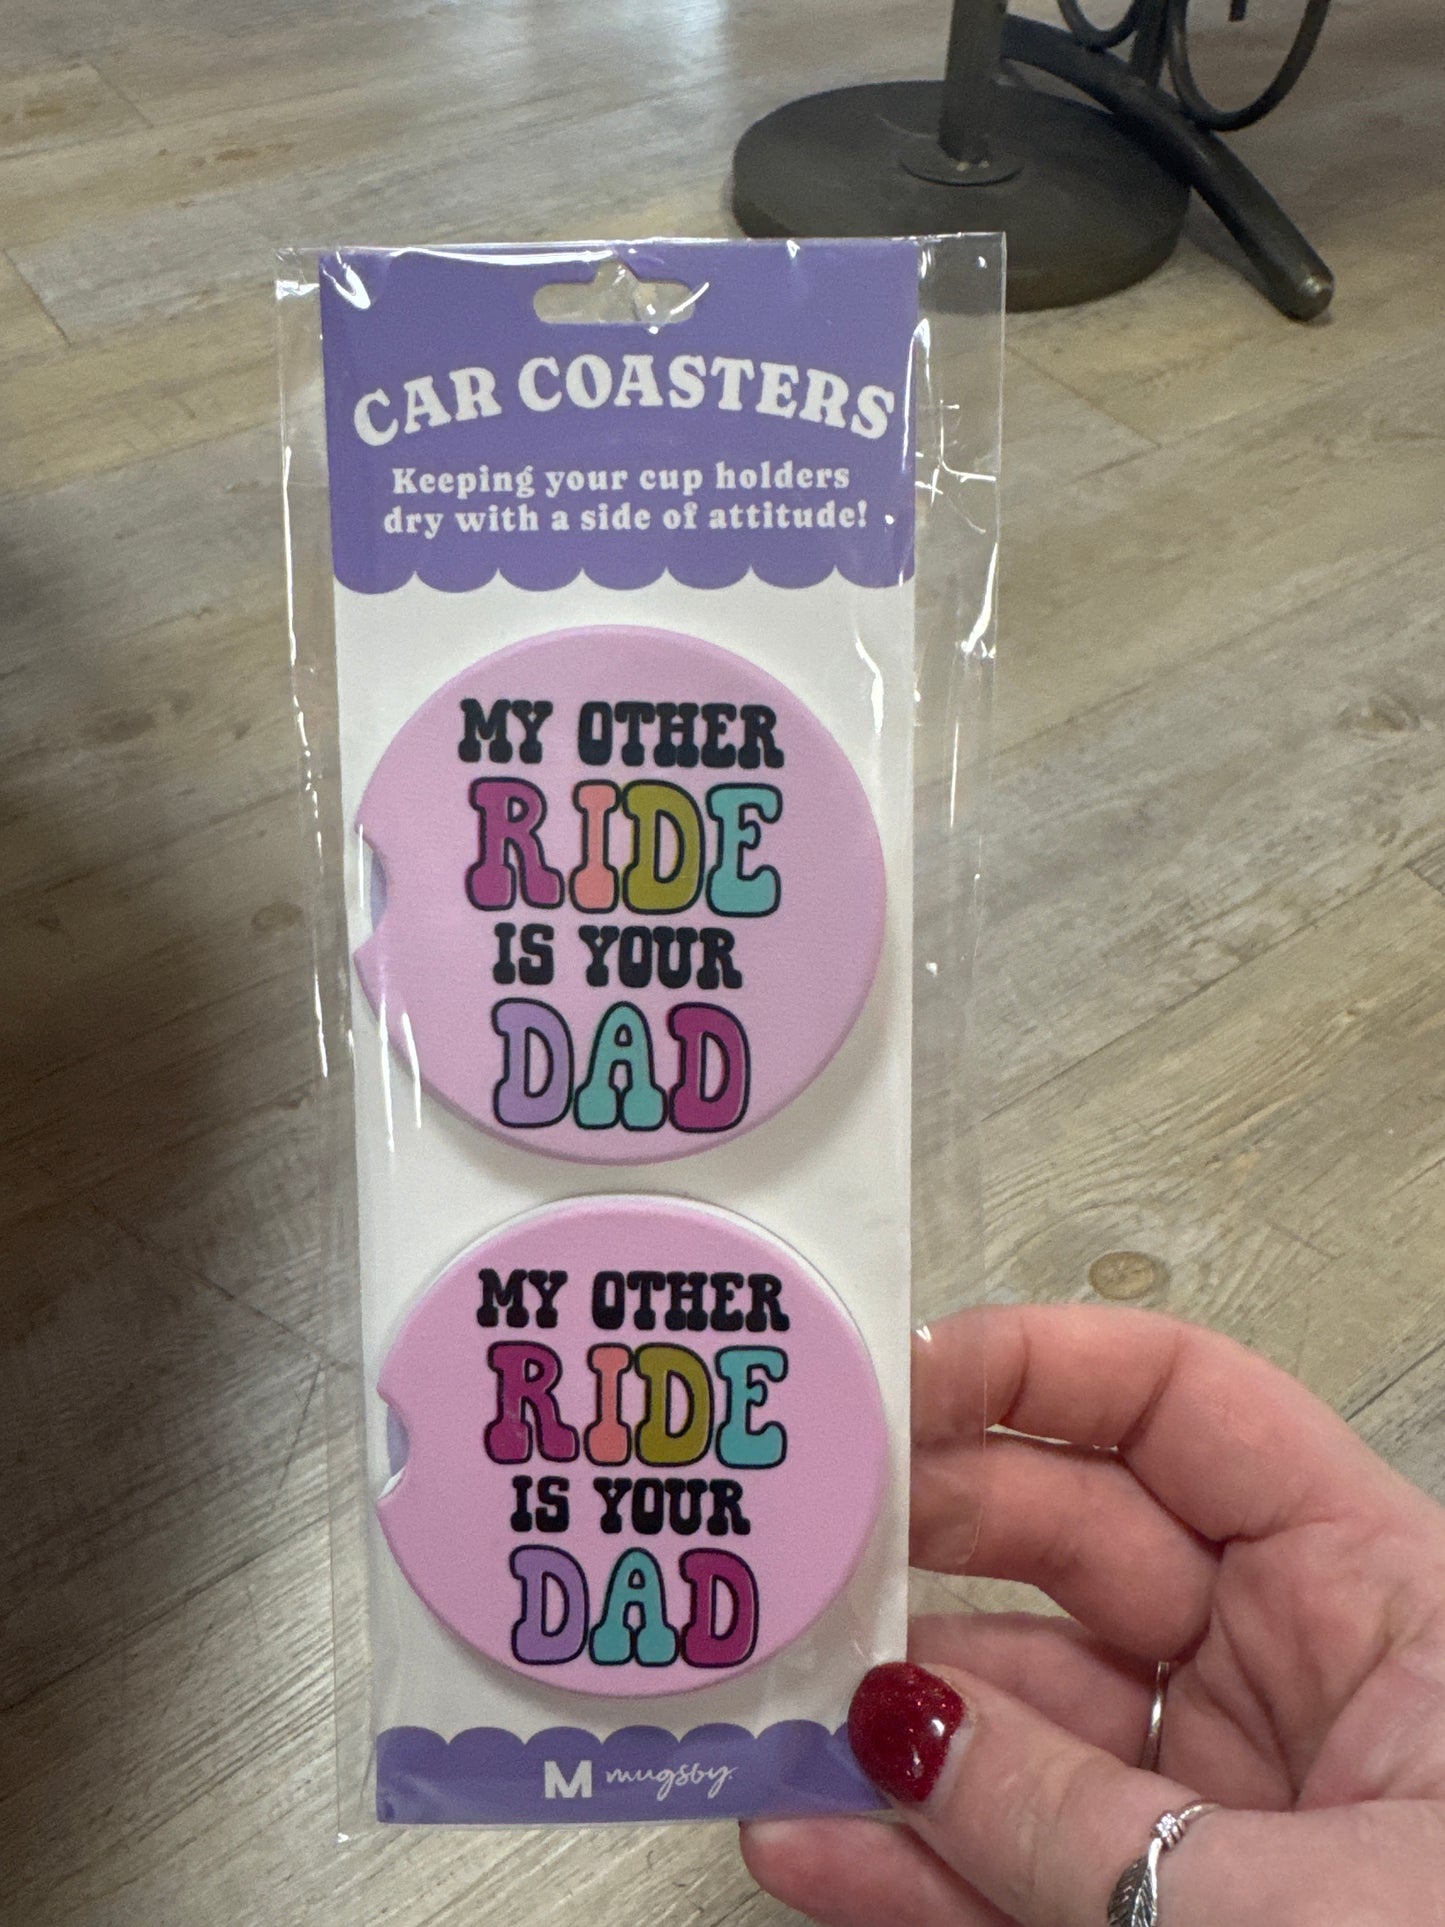 CAR COASTERS
Keeping your cup holders
dry with a side of attitude!
MY OTHER
RIDE
IS YOUR
DAD
MY OTHER
RIDE
IS YOUR
DAD
M mugsby.